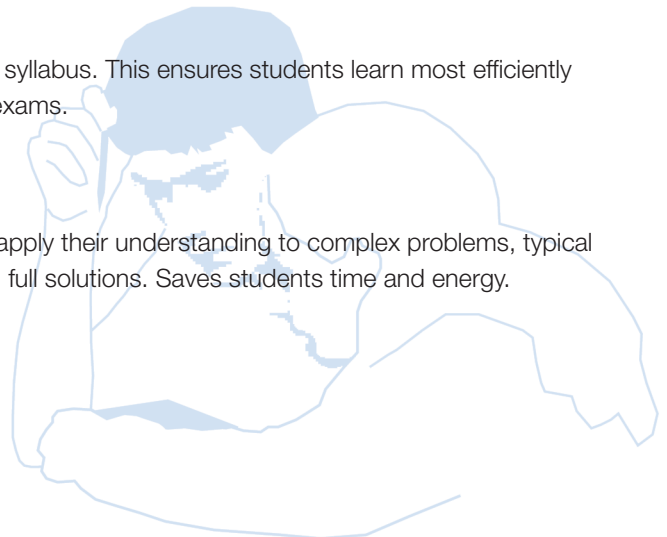 syllabus. This ensures students learn most efficiently
exams.
apply their understanding to complex problems, typical
full solutions. Saves students time and energy.